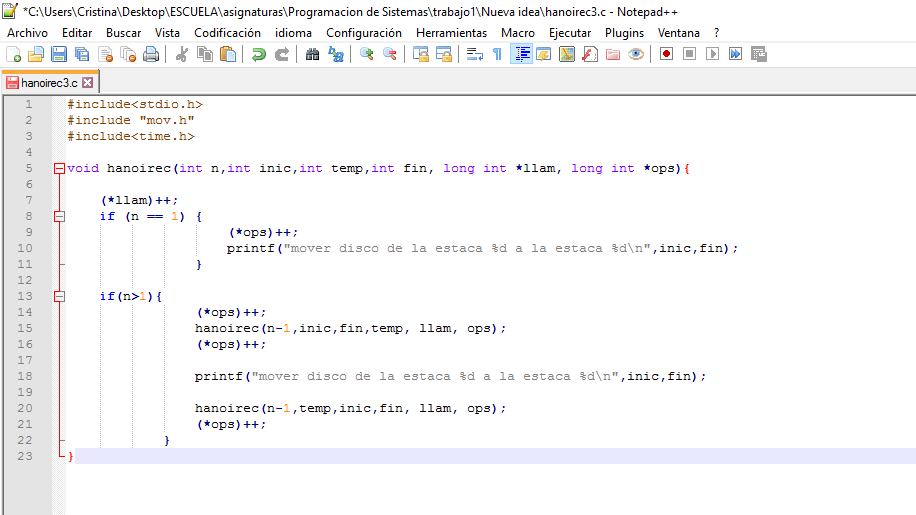 *C:\Users\Cristina\Desktop\ESCUELA\asignaturas\Programacion de Sistemas\trabajo1\Nueva idea\hanoirec3.c - Notepad++
Archivo Editar Buscar Vista Codificación idioma Configuración Herramientas Macro Ejecutar Plugins Ventana ?
hanoirec3.c
1 #include<stdio.h>
2 #include "mov.h"
3 #include<time.h>
4
5 void hanoirec(int n,int inic,int temp,int fin, long int *llam, long int *ops){
6
7 (*llam)++;
8 if (n == 1) {
9 (*ops)++;
10 printf("mover disco de la estaca %d a la estaca %d\n",inic,fin);
11 }
12
13 if(n>1){
14 (*ops)++;
15 hanoirec(n-1,inic,fin,temp, llam, ops);
16 (*ops)++;
17
18 printf("mover disco de la estaca %d a la estaca %d\n",inic,fin);
19
20 hanoirec(n-1,temp,inic,fin, llam, ops);
21 (*ops)++;
22 }
23 }